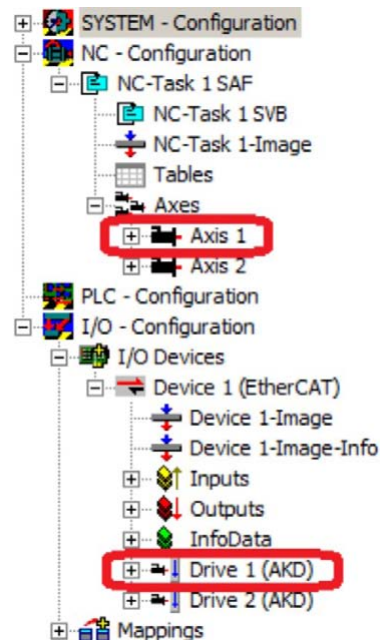 SYSTEM - Configuration
NC - Configuration
NC-Task 1 SAF
NC-Task 1 SVB
NC-Task 1-Image
Tables
Axes
Axis 1
Axis 2
PLC - Configuration
I/O - Configuration
I/O Devices
Device 1 (EtherCAT)
Device 1-Image
Device 1-Image-Info
Inputs
Outputs
InfoData
Drive 1 (AKD)
Drive 2 (AKD)
Mappings